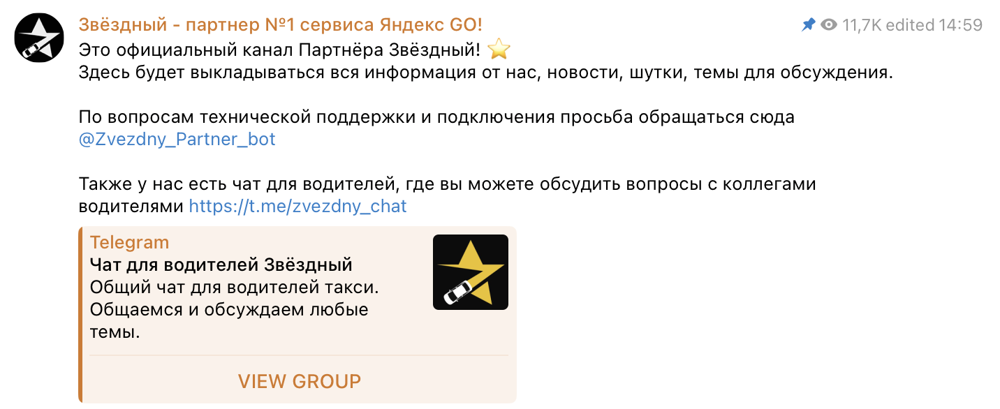 Звёздный - партнер №1 сервиса Яндекс GO!
11,7K edited 14:59
Это официальный канал Партнёра Звёздный! ⭐
Здесь будет выкладываться вся информация от нас, новости, шутки, темы для обсуждения.
По вопросам технической поддержки и подключения просьба обращаться сюда
@Zvezdny_Partner_bot
Также у нас есть чат для водителей, где вы можете обсудить вопросы с коллегами
водителями https://t.me/zvezdny_chat
Telegram
Чат для водителей Звёздный
Общий чат для водителей такси.
Общаемся и обсуждаем любые
темы.
VIEW GROUP